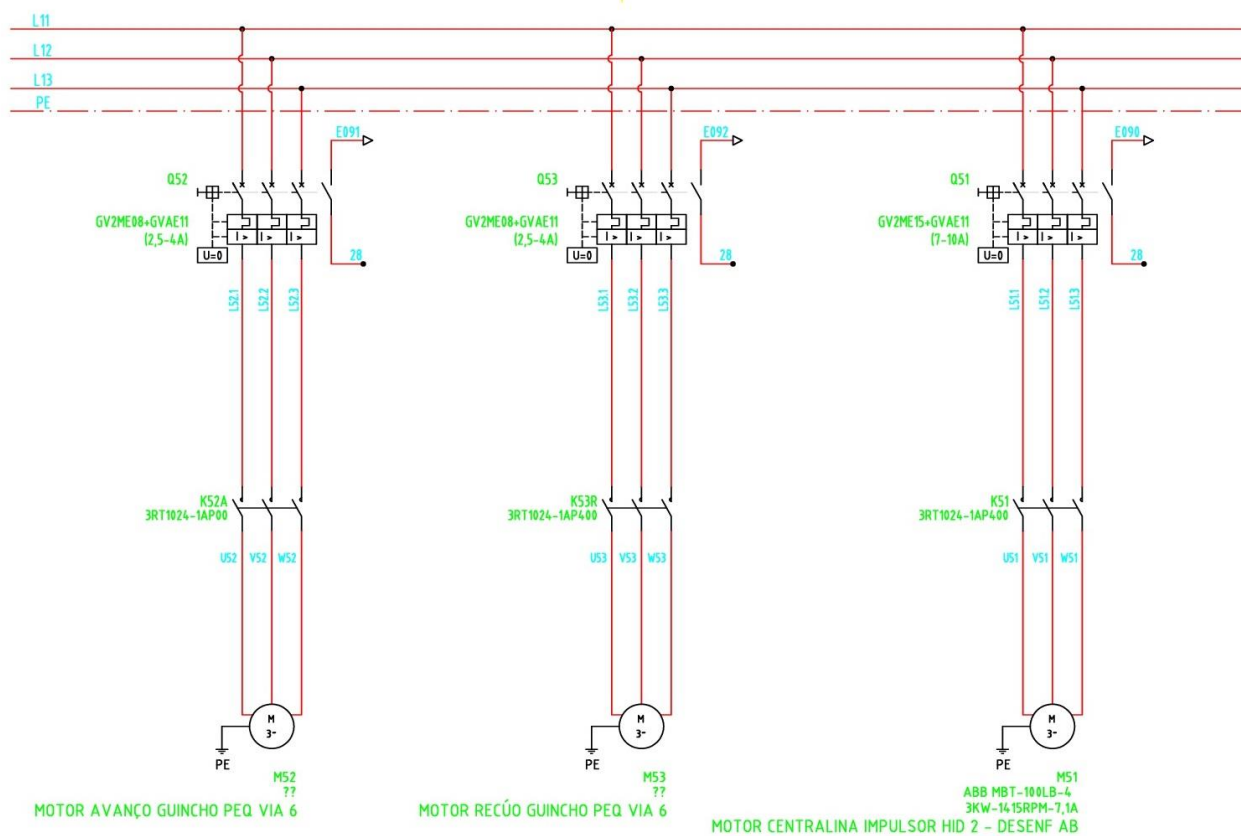 L11
L12
L13
PE
E091
Q52
GV2ME08+GVAE11
(2,5-4A)
I >
I >
I >
U=0
28
L52.1
L52.2
L52.3
K52A
3RT1024-1AP00
U52
V52
W52
M
3~
PE
M52
??
MOTOR AVANÇO GUINCHO PEQ VIA 6
E092
Q53
GV2ME08+GVAE11
(2,5-4A)
I >
I >
I >
U=0
28
L53.1
L53.2
L53.3
K53R
3RT1024-1AP400
U53
V53
W53
M
3~
PE
M53
??
MOTOR RECÚO GUINCHO PEQ VIA 6
E090
Q51
GV2ME15+GVAE11
(7-10A)
I >
I >
I >
U=0
28
L51.1
L51.2
L51.3
K51
3RT1024-1AP400
U51
V51
W51
M
3~
PE
M51
ABB MBT-100LB-4
3KW-1415RPM-7,1A
MOTOR CENTRALINA IMPULSOR HID 2 - DESENF AB